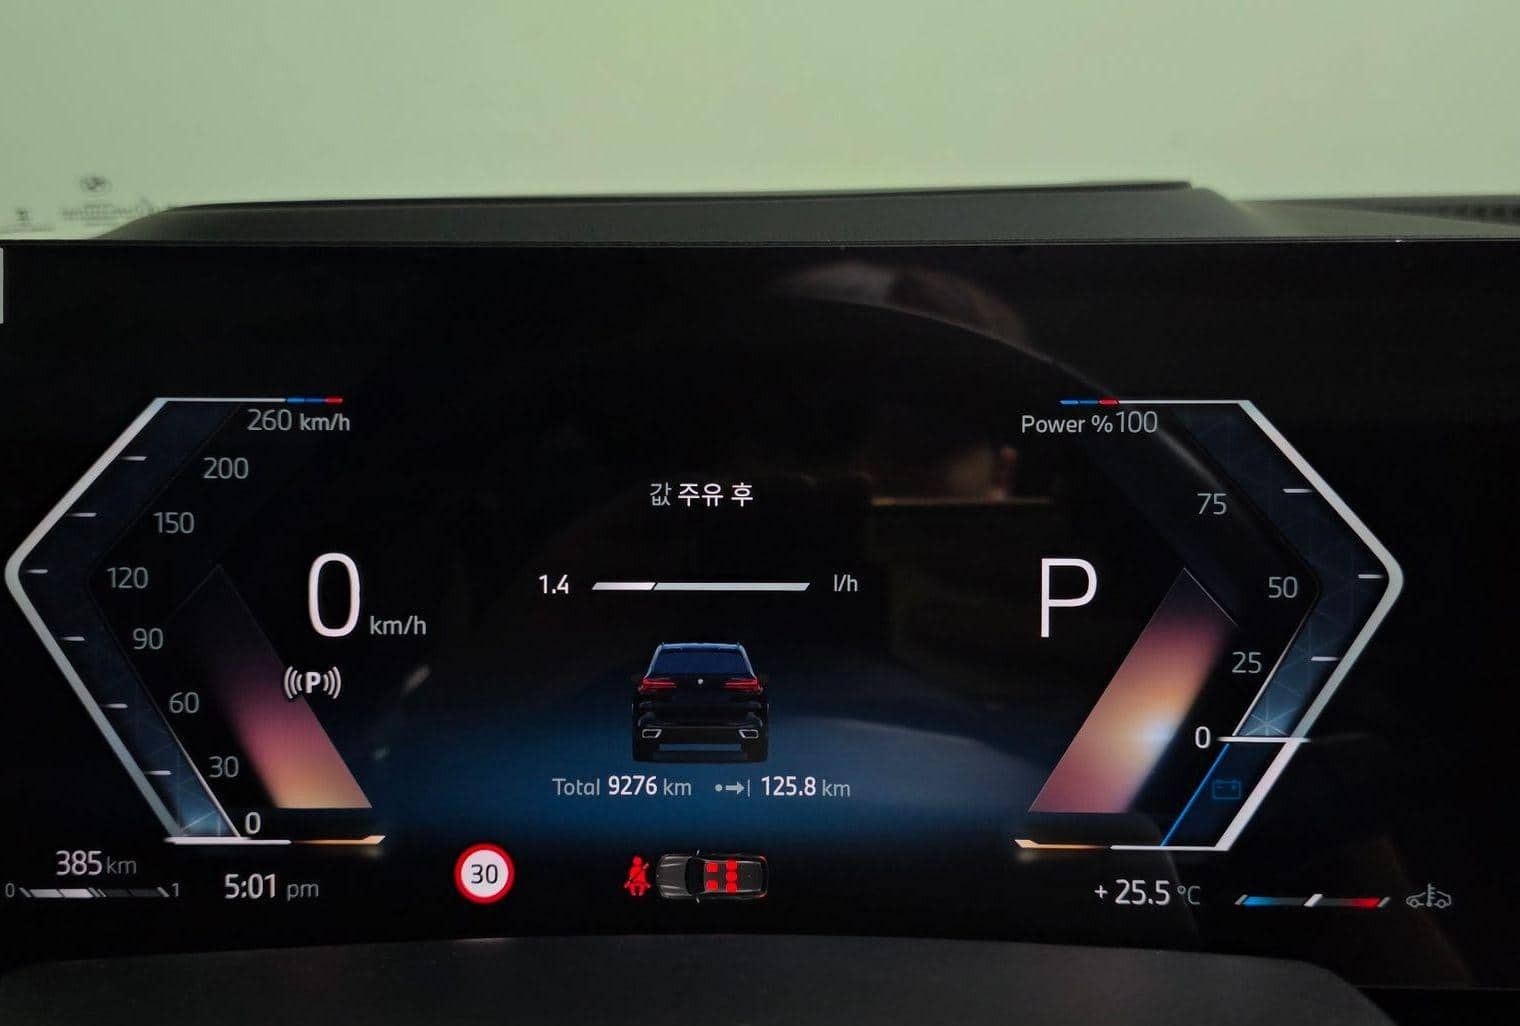 260 km/h
200
150
120
90
60
30
0
0 km/h
((P))
385 km
0 1
5:01 pm
값 주유 후
1.4 l/h
Total 9276 km 125.8 km
30
Power %100
75
50
25
0
P
+ 25.5 °C